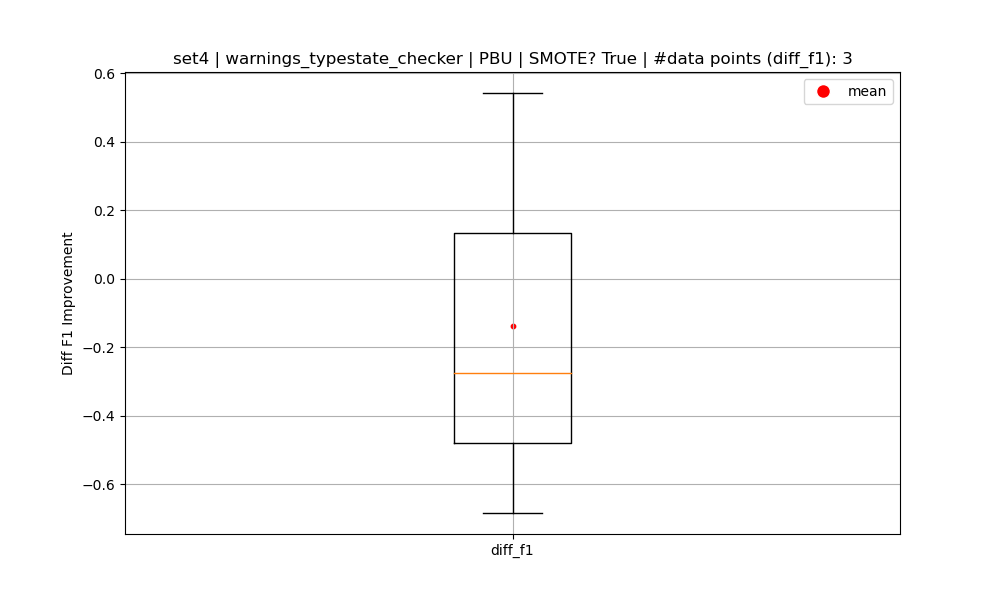 set4 | warnings_typestate_checker | PBU | SMOTE? True | #data points (diff_f1): 3
mean
Diff F1 Improvement
0.6
0.4
0.2
0.0
−0.2
−0.4
−0.6
diff_f1